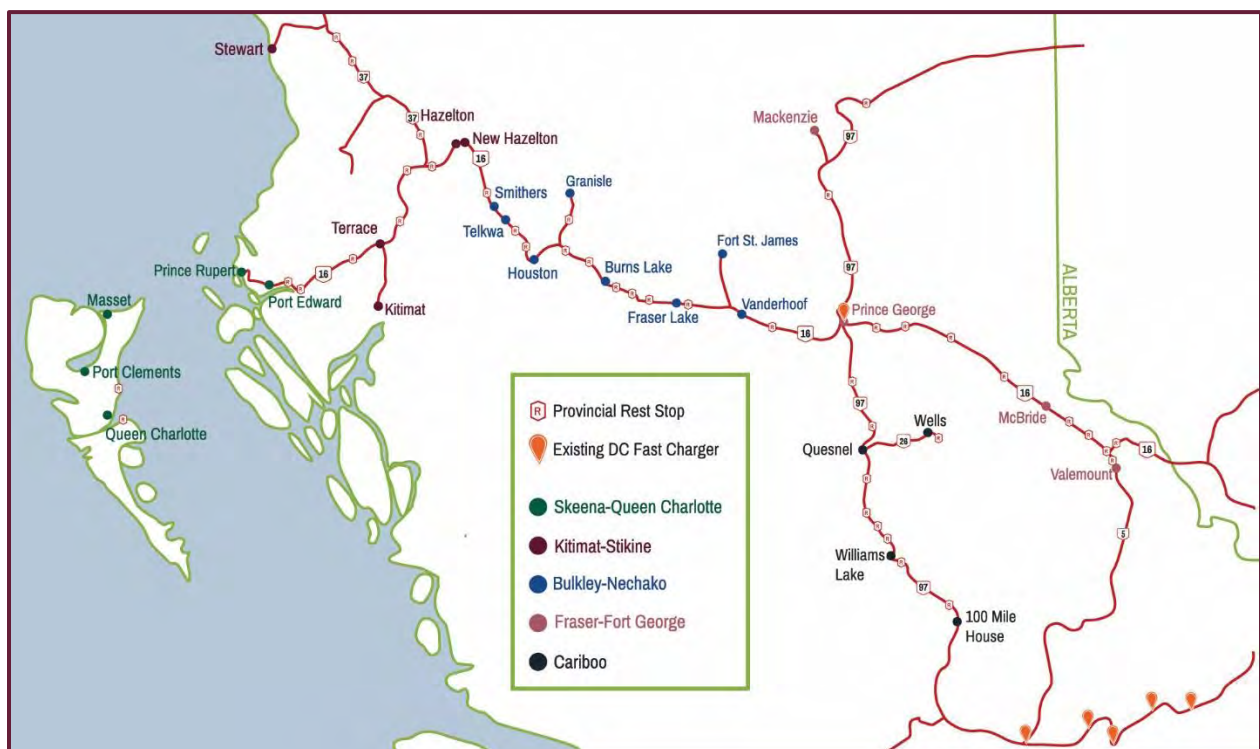 Stewart
37
37
Hazelton
New Hazelton
16
Mackenzie
97
Smithers
Granisle
Terrace
Telkwa
Fort St. James
Prince Rupert
16
Houston
Burns Lake
97
ALBERTA
Masset
Port Edward
Kitimat
Fraser Lake
Vanderhoof
Prince George
16
Port Clements
R Provincial Rest Stop
97
Wells
16
McBride
Queen Charlotte
Existing DC Fast Charger
Quesnel
26
16
Valemount
Skeena-Queen Charlotte
Kitimat-Stikine
5
Williams
Lake
Bulkley-Nechako
97
Fraser-Fort George
100 Mile
House
Cariboo